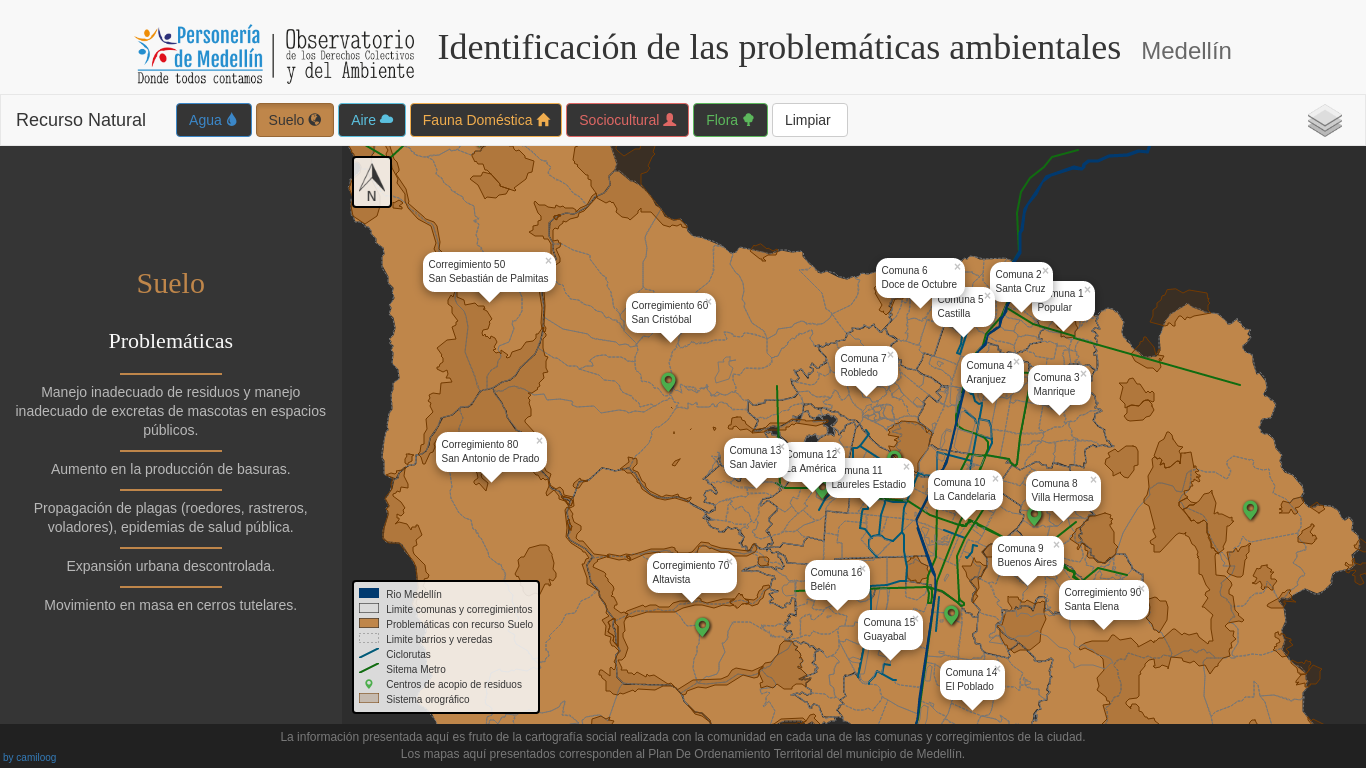 Personería
de Medellín
Donde todos contamos
Observatorio
de los Derechos Colectivos
y del Ambiente
Identificación de las problemáticas ambientales Medellín
Recurso Natural
Agua
Suelo
Aire
Fauna Doméstica
Sociocultural
Flora
Limpiar
Suelo
Problemáticas
Manejo inadecuado de residuos y manejo
inadecuado de excretas de mascotas en espacios
públicos.
Aumento en la producción de basuras.
Propagación de plagas (roedores, rastreros,
voladores), epidemias de salud pública.
Expansión urbana descontrolada.
Movimiento en masa en cerros tutelares.
N
Corregimiento 50
San Sebastián de Palmitas
Corregimiento 60
San Cristóbal
Comuna 6
Doce de Octubre
Comuna 5
Castilla
Comuna 2
Santa Cruz
muna 1
Popular
Comuna 7
Robledo
Comuna 4
Aranjuez
Comuna 3
Manrique
Corregimiento 80
San Antonio de Prado
Comuna 13
San Javier
Comuna 12
La América
muna 11
Laureles Estadio
Comuna 10
La Candelaria
Comuna 8
Villa Hermosa
Comuna 9
Buenos Aires
Corregimiento 70
Altavista
Comuna 16
Belén
Corregimiento 90
Santa Elena
Comuna 15
Guayabal
Comuna 14
El Poblado
Rio Medellín
Limite comunas y corregimientos
Problemáticas con recurso Suelo
Limite barrios y veredas
Ciclorutas
Sitema Metro
Centros de acopio de residuos
Sistema orográfico
La información presentada aquí es fruto de la cartografía social realizada con la comunidad en cada una de las comunas y corregimientos de la ciudad.
Los mapas aquí presentados corresponden al Plan De Ordenamiento Territorial del municipio de Medellín.
by camiloog